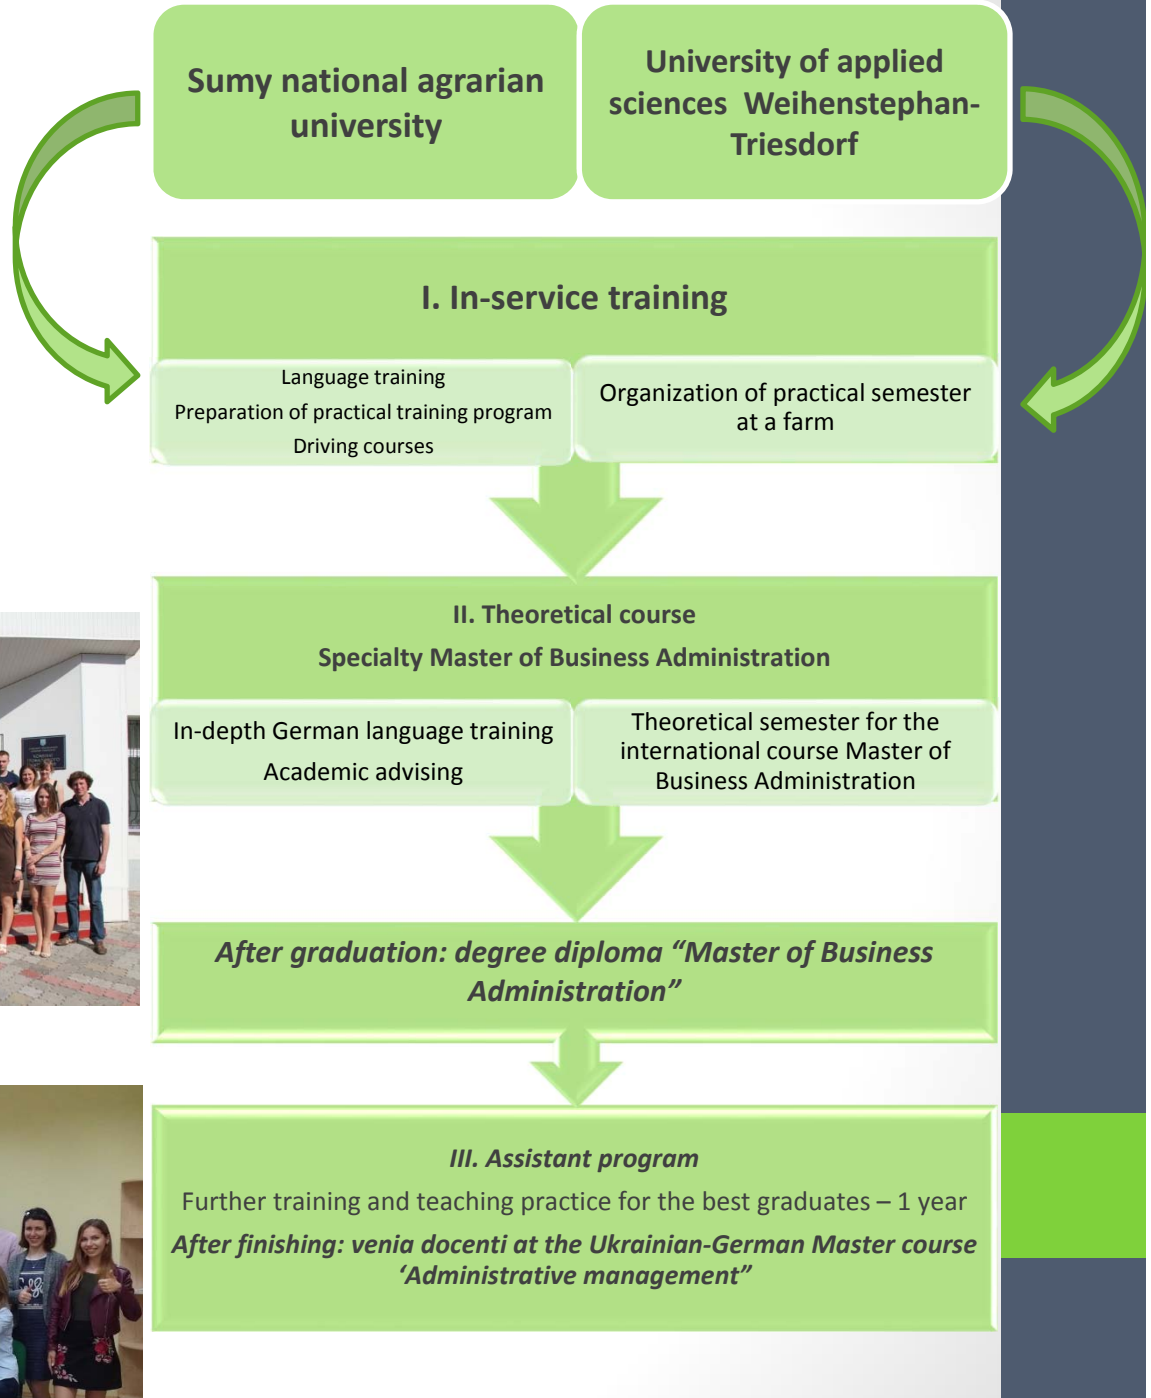 Sumy national agrarian
university
University of applied
sciences Weihenstephan-
Triesdorf
I. In-service training
Language training
Preparation of practical training program
Driving courses
Organization of practical semester
at a farm
II. Theoretical course
Specialty Master of Business Administration
In-depth German language training
Academic advising
Theoretical semester for the
international course Master of
Business Administration
After graduation: degree diploma “Master of Business
Administration”
III. Assistant program
Further training and teaching practice for the best graduates – 1 year
After finishing: venia docenti at the Ukrainian-German Master course
‘Administrative management”